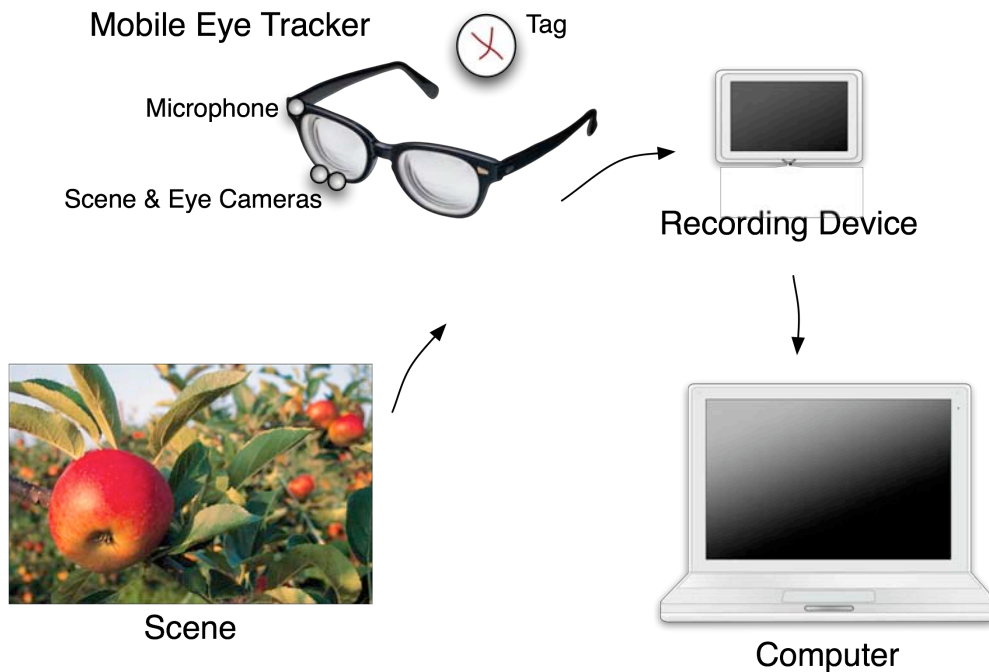 Mobile Eye Tracker
Tag
Microphone
Scene & Eye Cameras
Recording Device
Scene
Computer